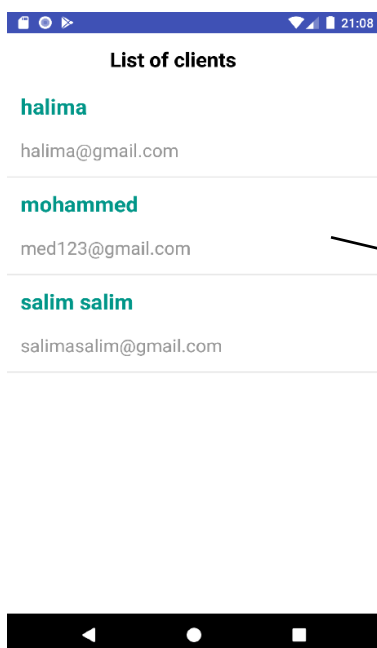 21:08
List of clients
halima
halima@gmail.com
mohammed
med123@gmail.com
salim salim
salimasalim@gmail.com